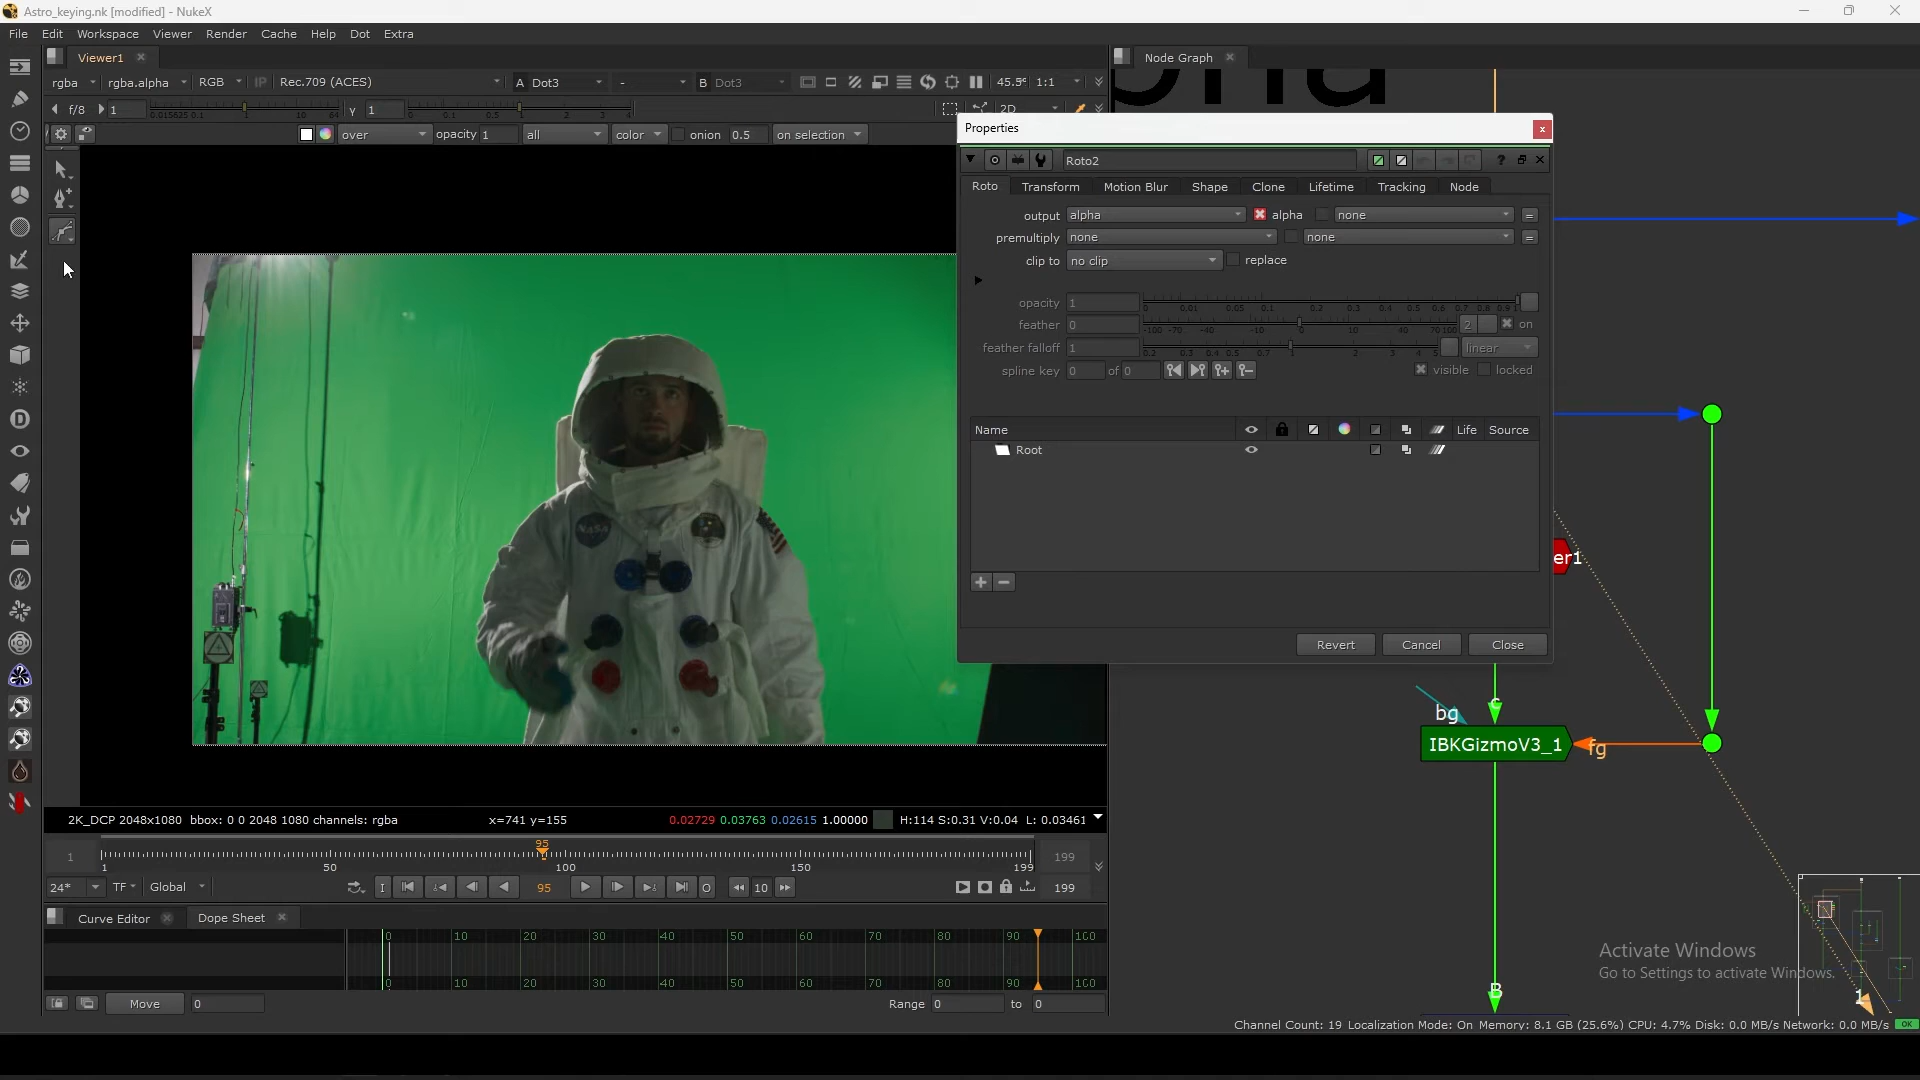 Astro_keying.nk [modified] - NukeX
File Edit Workspace Viewer Render Cache Help Dot Extra
Viewer1
Node Graph
rgba rgba.alpha RGB IP Rec.709 (ACES) A Dot3 - B Dot3 45.5% 1:1
f/8 1 Y 1 2D
over opacity 1 all color onion 0.5 on selection
Properties
Roto2
Roto Transform Motion Blur Shape Clone Lifetime Tracking Node
output alpha alpha none =
premultiply none none =
clip to no clip replace
opacity 1
feather 0 2 on
feather falloff 1 linear
spline key 0 of 0 visible locked
Name Life Source
Root
Revert Cancel Close
er1
NASA
bg c
IBKGizmoV3_1 fg
B
1
2K_DCP 2048x1080 bbox: 0 0 2048 1080 channels: rgba x=741 y=155 0.02729 0.03763 0.02615 1.00000 H:114 S:0.31 V:0.04 L: 0.03461
95
1 1 50 100 150 199 199
24* TF Global I 95 O 10 199
Curve Editor Dope Sheet
0 10 20 30 40 50 60 70 80 90 100
0 10 20 30 40 50 60 70 80 90 100
Move 0 Range 0 to 0
Activate Windows
Go to Settings to activate Windows.
Channel Count: 19 Localization Mode: On Memory: 8.1 GB (25.6%) CPU: 4.7% Disk: 0.0 MB/s Network: 0.0 MB/s OK